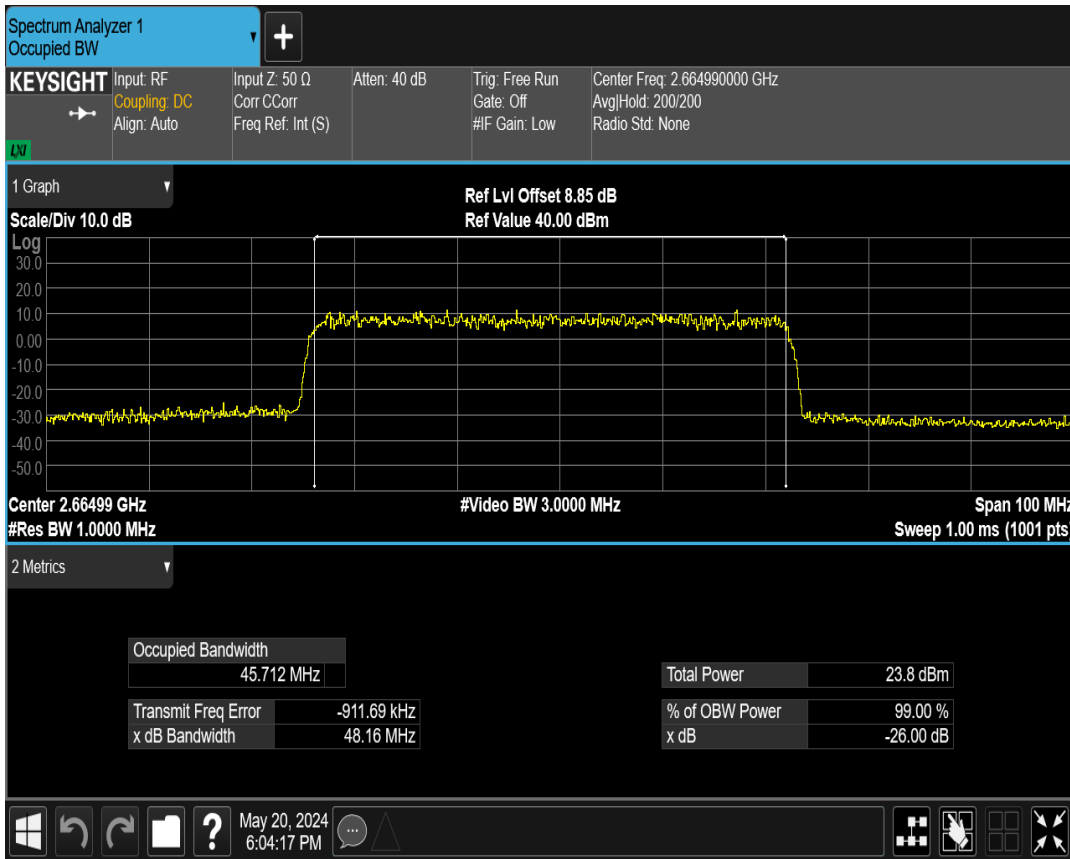 Spectrum Analyzer 1
Occupied BW
KEYSIGHT
LXI
Input: RF
Coupling: DC
Align: Auto
Input Z: 50 Ω
Corr CCorr
Freq Ref: Int (S)
Atten: 40 dB
Trig: Free Run
Gate: Off
#IF Gain: Low
Center Freq: 2.664990000 GHz
Avg|Hold: 200/200
Radio Std: None
1 Graph
Scale/Div 10.0 dB
Ref Lvl Offset 8.85 dB
Ref Value 40.00 dBm
Log
30.0
20.0
10.0
0.00
-10.0
-20.0
-30.0
-40.0
-50.0
Center 2.66499 GHz
#Video BW 3.0000 MHz
Span 100 MHz
#Res BW 1.0000 MHz
Sweep 1.00 ms (1001 pts)
2 Metrics
Occupied Bandwidth
45.712 MHz
Total Power 23.8 dBm
Transmit Freq Error -911.69 kHz
% of OBW Power 99.00 %
x dB Bandwidth 48.16 MHz
x dB -26.00 dB
May 20, 2024
6:04:17 PM